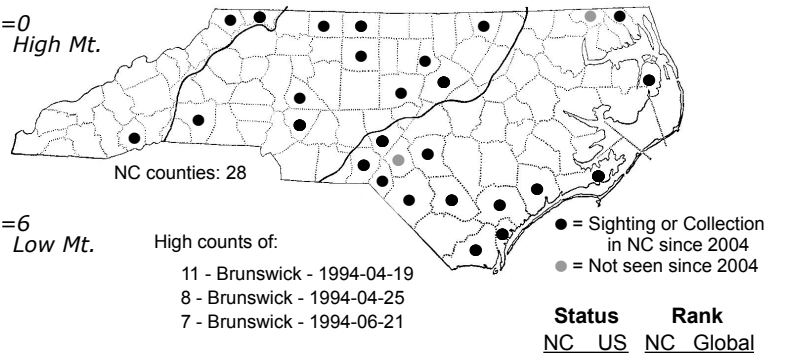 =0
High Mt.
NC counties: 28
=6
Low Mt.
High counts of:
11 - Brunswick - 1994-04-19
8 - Brunswick - 1994-04-25
7 - Brunswick - 1994-06-21
= Sighting or Collection
in NC since 2004
= Not seen since 2004
Status Rank
NC US NC Global